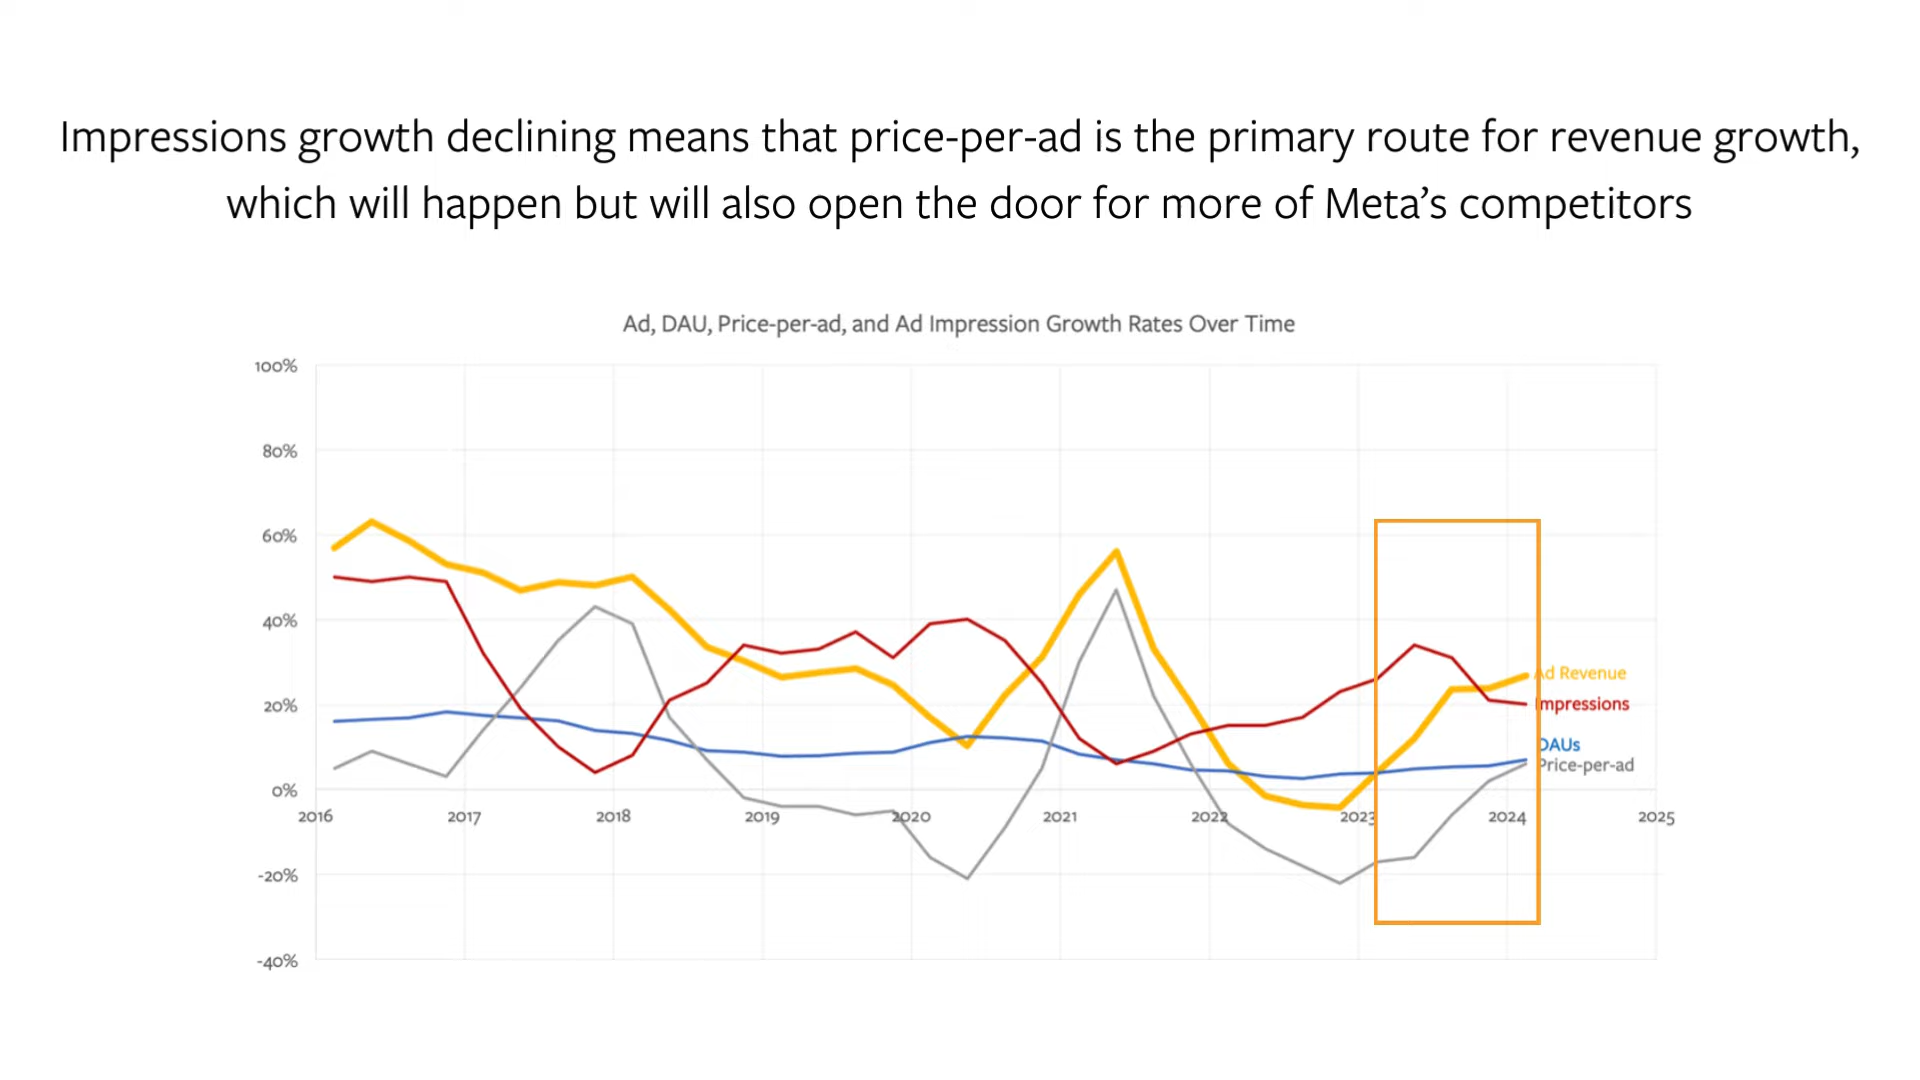 Impressions growth declining means that price-per-ad is the primary route for revenue growth,
which will happen but will also open the door for more of Meta’s competitors
Ad, DAU, Price-per-ad, and Ad Impression Growth Rates Over Time
100%
80%
60%
40%
20%
0%
-20%
-40%
2016 2017 2018 2019 2020 2021 2022 2023 2024 2025
Ad Revenue
Impressions
DAUs
Price-per-ad